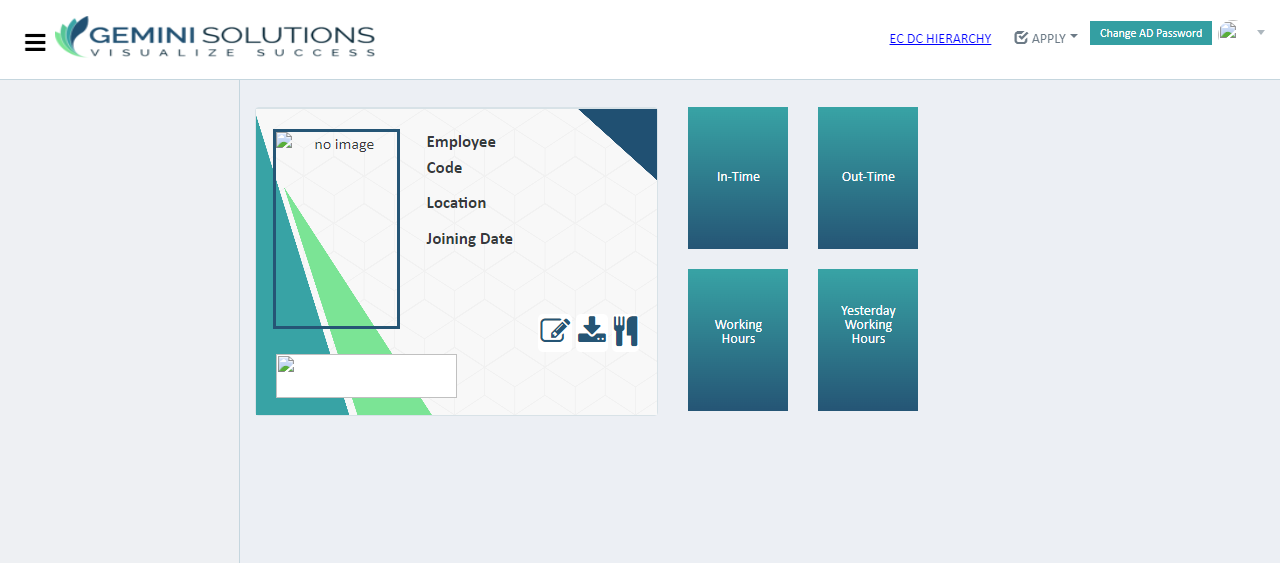 GEMINI SOLUTIONS
VISUALIZE SUCCESS
EC DC HIERARCHY
APPLY
Change AD Password
no image
Employee
Code
Location
Joining Date
In-Time
Out-Time
Working
Hours
Yesterday
Working
Hours